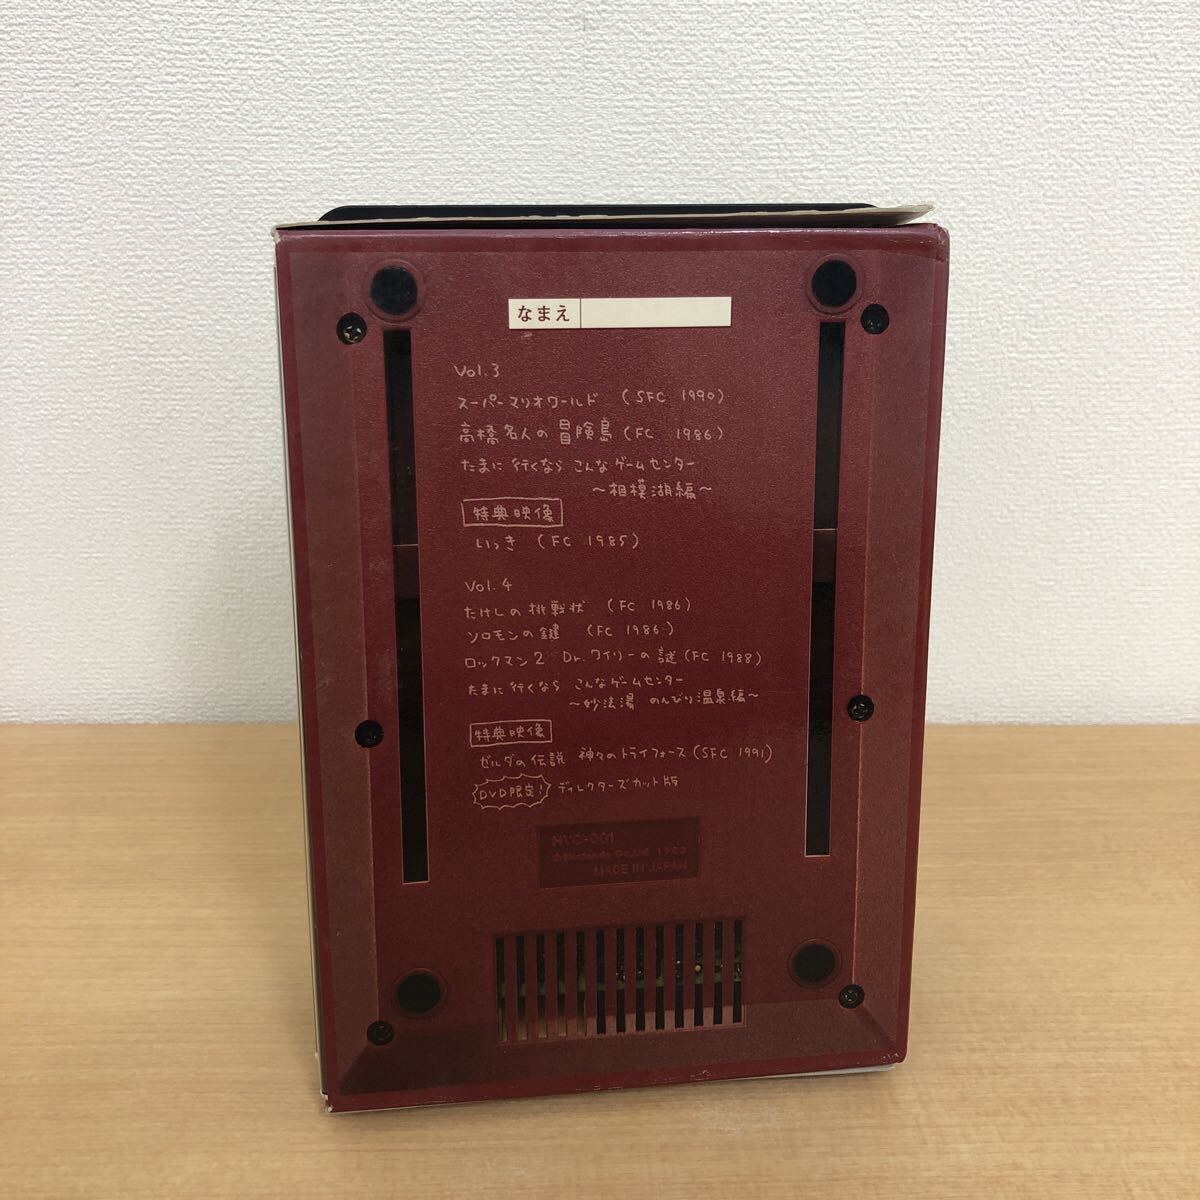 なまえ
Vol.3
スーパーマリオワールド (SFC 1990)
高橋名人の冒険島 (FC 1986)
たまに行くなら こんなゲームセンター
〜相模湖編〜
特典映像
いっき (FC 1985)
Vol.4
たけしの挑戦状 (FC 1986)
ソロモンの鍵 (FC 1986)
ロックマン2 Dr.ワイリーの謎 (FC 1988)
たまに行くなら こんなゲームセンター
〜妙法湯 のんびり温泉編〜
特典映像
ゼルダの伝説 神々のトライフォース (SFC 1991)
DVD限定! ディレクターズカット版
HVC-001
©Nintendo Co.,Ltd. 1983
MADE IN JAPAN